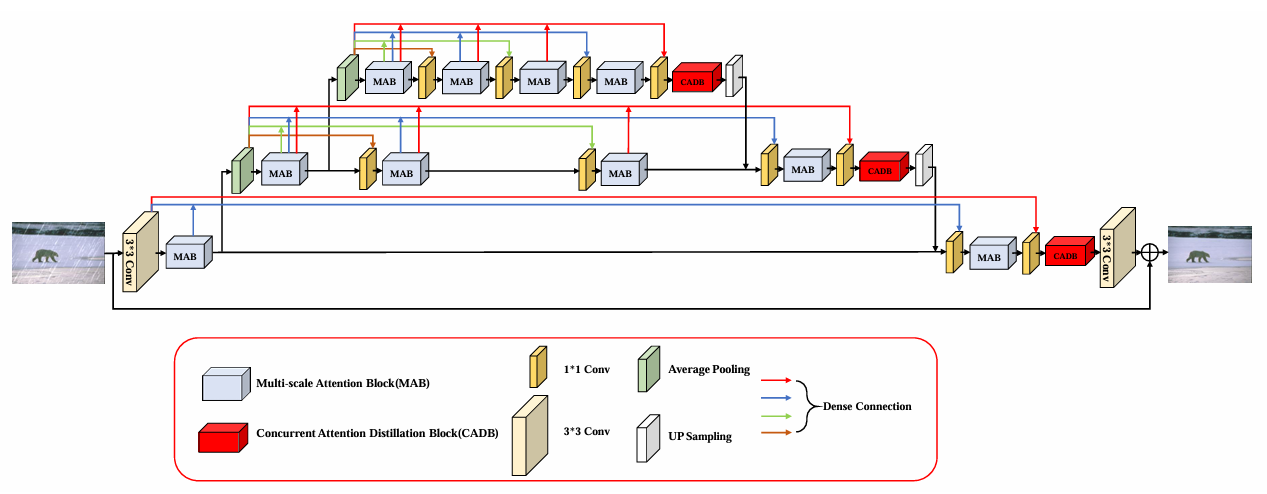 MAB MAB MAB MAB CADB
MAB MAB MAB MAB CADB
3*3 Conv MAB MAB CADB 3*3 Conv
Multi-scale Attention Block(MAB)
1*1 Conv
Average Pooling
Concurrent Attention Distillation Block(CADB)
3*3 Conv
UP Sampling
Dense Connection